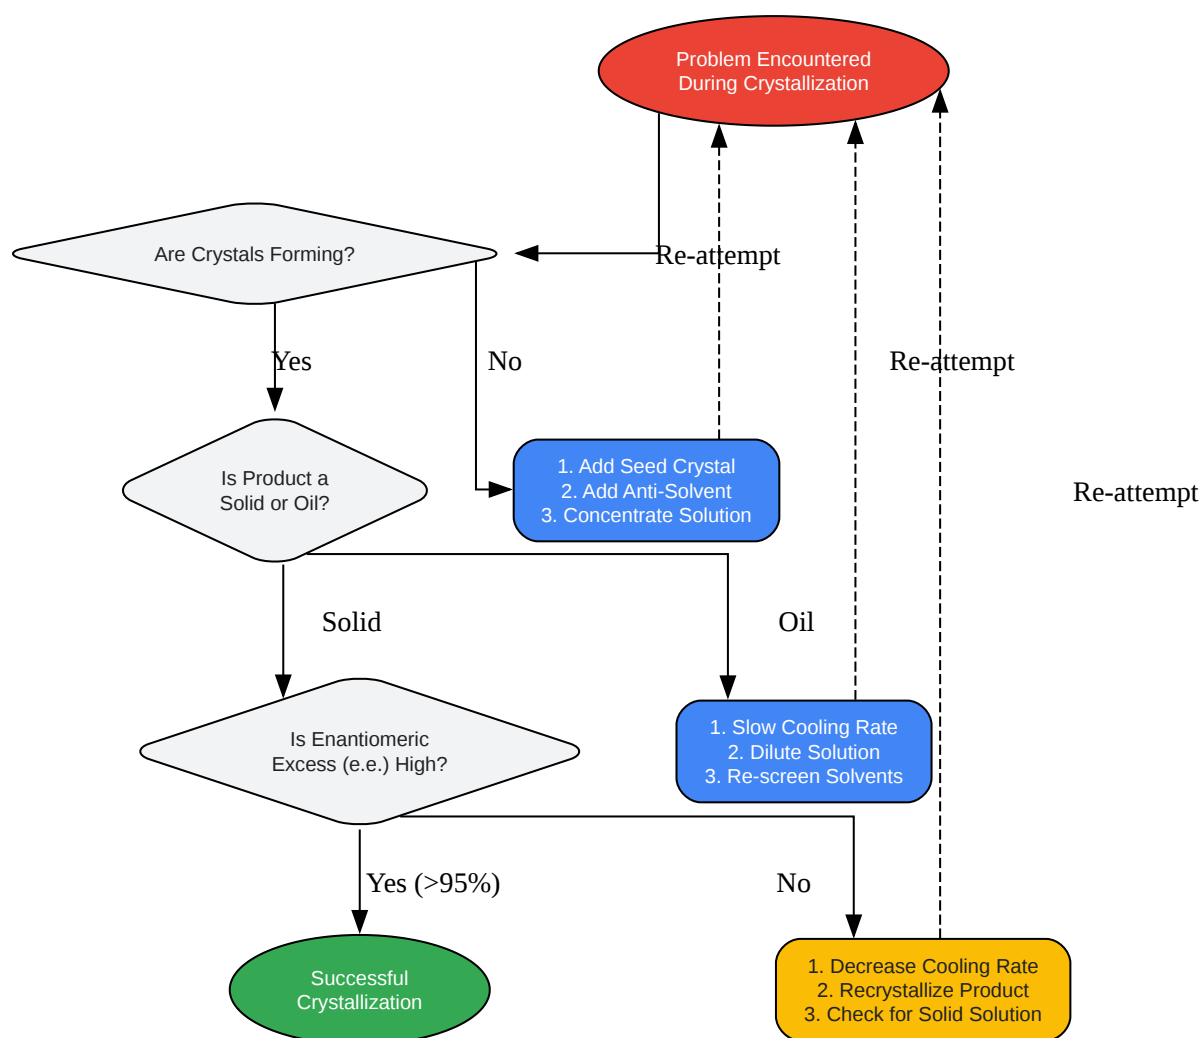 Problem Encountered
During Crystallization
Are Crystals Forming?
Re-attempt
Yes
No
Re-attempt
Is Product a
Solid or Oil?
1. Add Seed Crystal
2. Add Anti-Solvent
3. Concentrate Solution
Re-attempt
Solid
Oil
Is Enantiomeric
Excess (e.e.) High?
1. Slow Cooling Rate
2. Dilute Solution
3. Re-screen Solvents
Yes (>95%)
No
Successful
Crystallization
1. Decrease Cooling Rate
2. Recrystallize Product
3. Check for Solid Solution